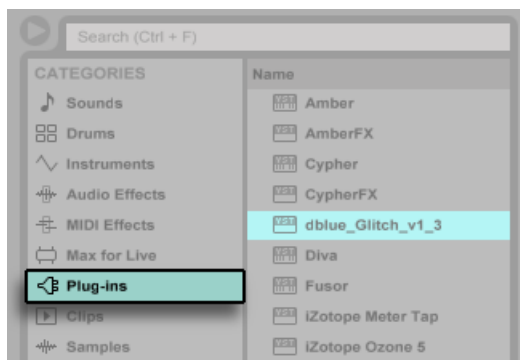 Search (Ctrl + F)
CATEGORIES
Sounds
Drums
Instruments
Audio Effects
MIDI Effects
Max for Live
Plug-ins
Clips
Samples
Name
Amber
AmberFX
Cypher
CypherFX
dblue_Glitch_v1_3
Diva
Fusor
iZotope Meter Tap
iZotope Ozone 5